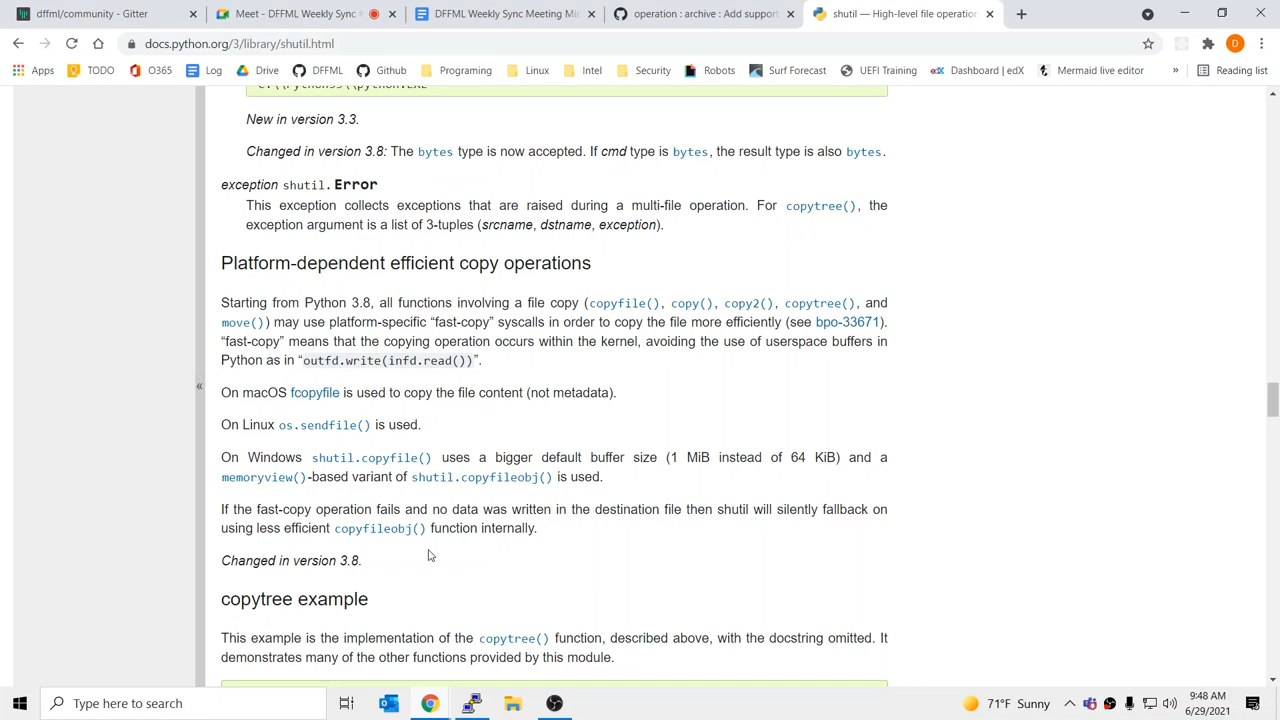 dffml/community - Gitter
Meet - DFFML Weekly Sync
DFFML Weekly Sync Meeting Min
operation : archive : Add support
shutil — High-level file operation
docs.python.org/3/library/shutil.html
Apps
TODO
O365
Log
Drive
DFFML
Github
Programing
Linux
Intel
Security
Robots
Surf Forecast
UEFI Training
Dashboard | edX
Mermaid live editor
»
Reading list
New in version 3.3.
Changed in version 3.8: The bytes type is now accepted. If cmd type is bytes, the result type is also bytes.
exception shutil.Error
This exception collects exceptions that are raised during a multi-file operation. For copytree(), the
exception argument is a list of 3-tuples (srcname, dstname, exception).
Platform-dependent efficient copy operations
Starting from Python 3.8, all functions involving a file copy (copyfile(), copy(), copy2(), copytree(), and
move()) may use platform-specific “fast-copy” syscalls in order to copy the file more efficiently (see bpo-33671).
“fast-copy” means that the copying operation occurs within the kernel, avoiding the use of userspace buffers in
Python as in “outfd.write(infd.read())”.
«
On macOS fcopyfile is used to copy the file content (not metadata).
On Linux os.sendfile() is used.
On Windows shutil.copyfile() uses a bigger default buffer size (1 MiB instead of 64 KiB) and a
memoryview()-based variant of shutil.copyfileobj() is used.
If the fast-copy operation fails and no data was written in the destination file then shutil will silently fallback on
using less efficient copyfileobj() function internally.
Changed in version 3.8.
copytree example
This example is the implementation of the copytree() function, described above, with the docstring omitted. It
demonstrates many of the other functions provided by this module.
Type here to search
71°F Sunny
9:48 AM
6/29/2021